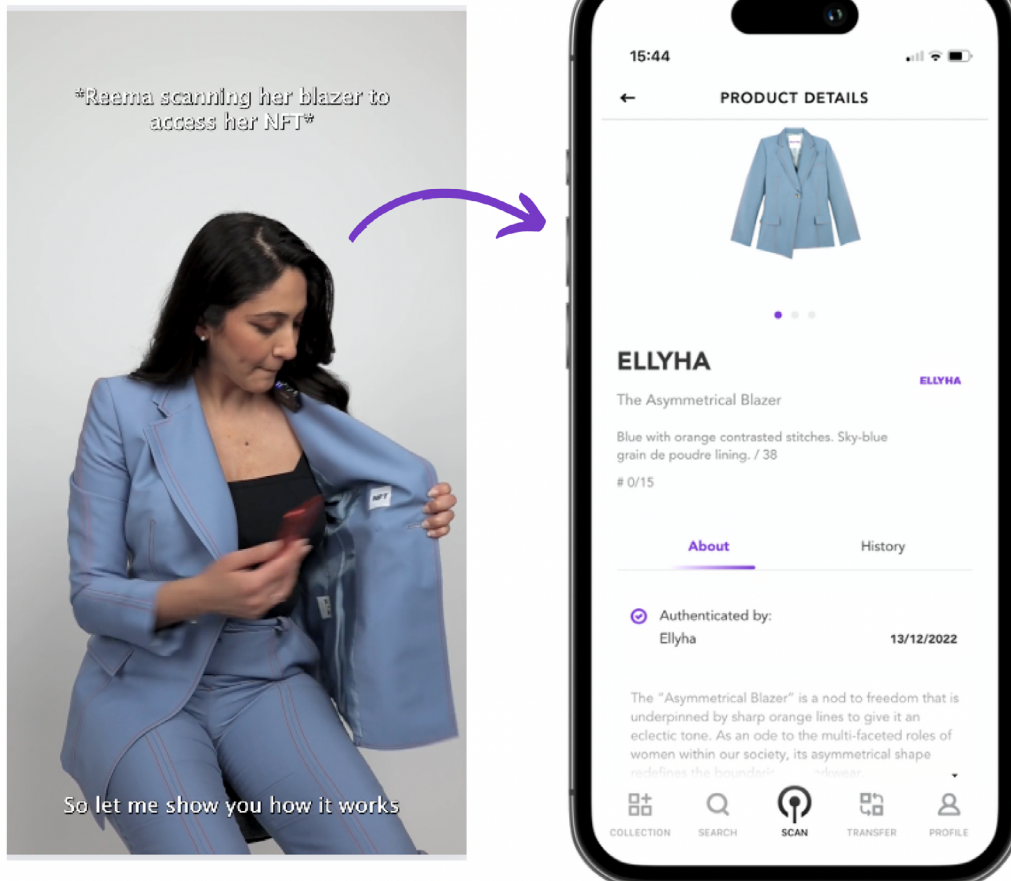 *Reema scanning her blazer to
access her NFT*
NFT
So let me show you how it works
15:44
PRODUCT DETAILS
ELLYHA
ELLYHA
The Asymmetrical Blazer
Blue with orange contrasted stitches. Sky-blue
grain de poudre lining. / 38
# 0/15
About
History
Authenticated by:
Ellyha
13/12/2022
The "Asymmetrical Blazer" is a nod to freedom that is
underpinned by sharp orange lines to give it an
eclectic tone. As an ode to the multi-faceted roles of
women within our society, its asymmetrical shape
redefines the
COLLECTION
SEARCH
SCAN
TRANSFER
PROFILE